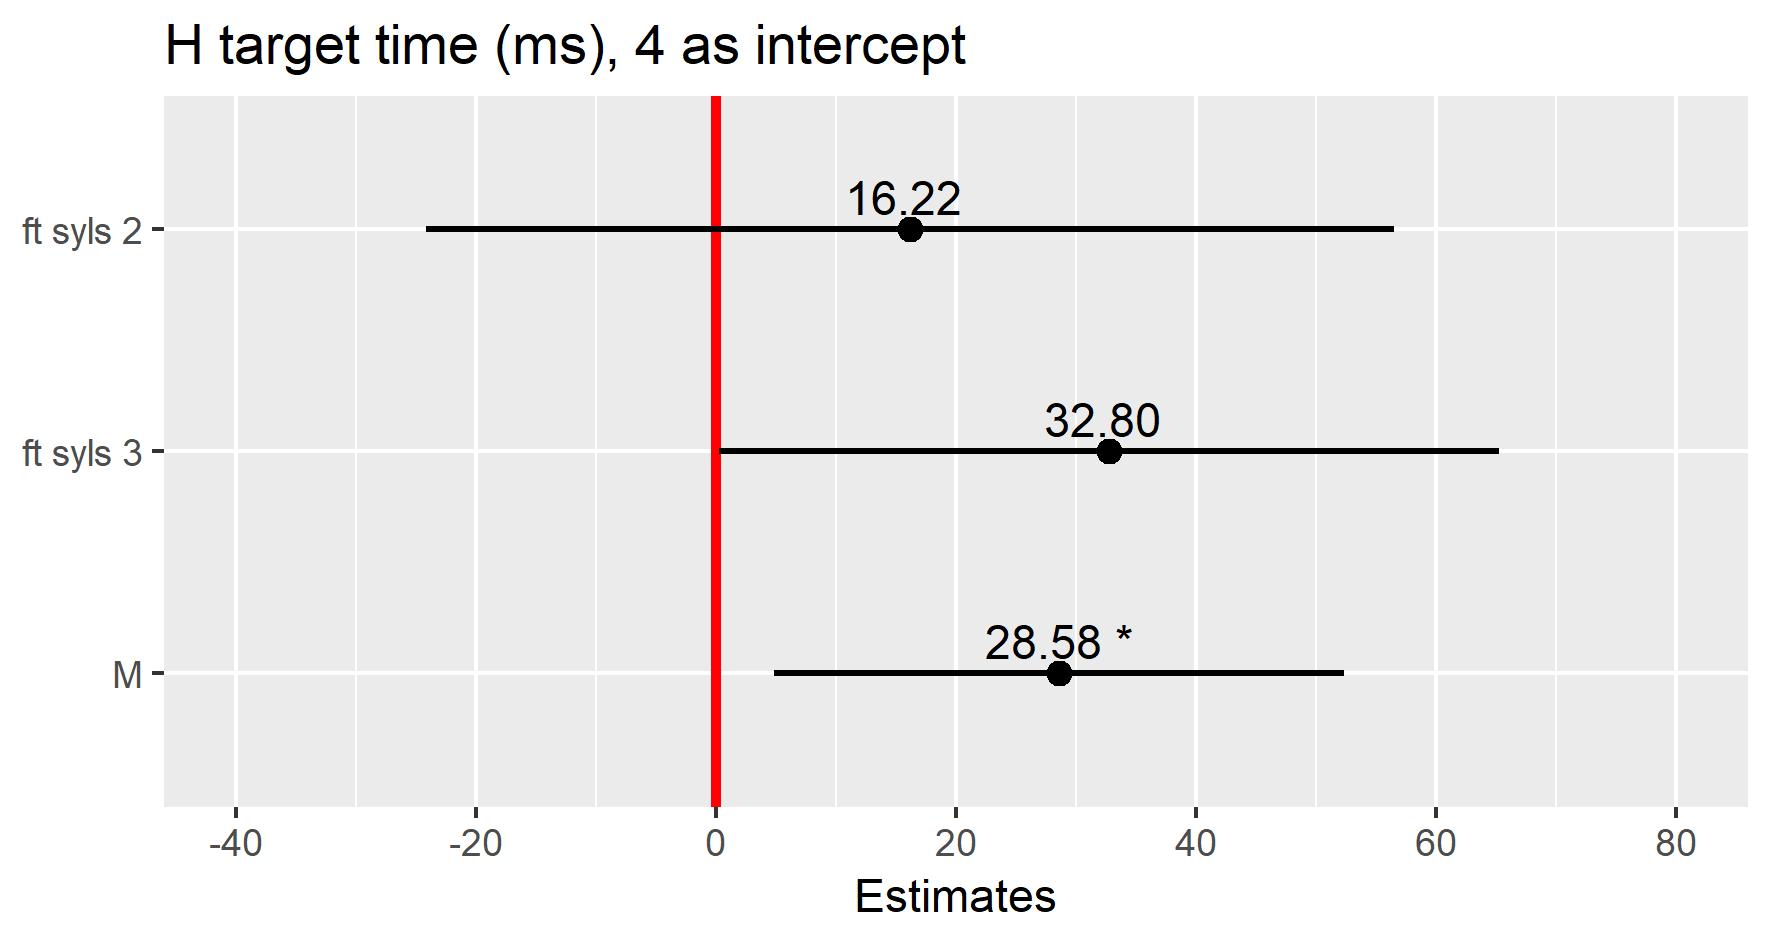 H target time (ms), 4 as intercept
16.22
ft syls 2
32.80
ft syls 3
28.58 *
M
-40 -20 0 20 40 60 80
Estimates